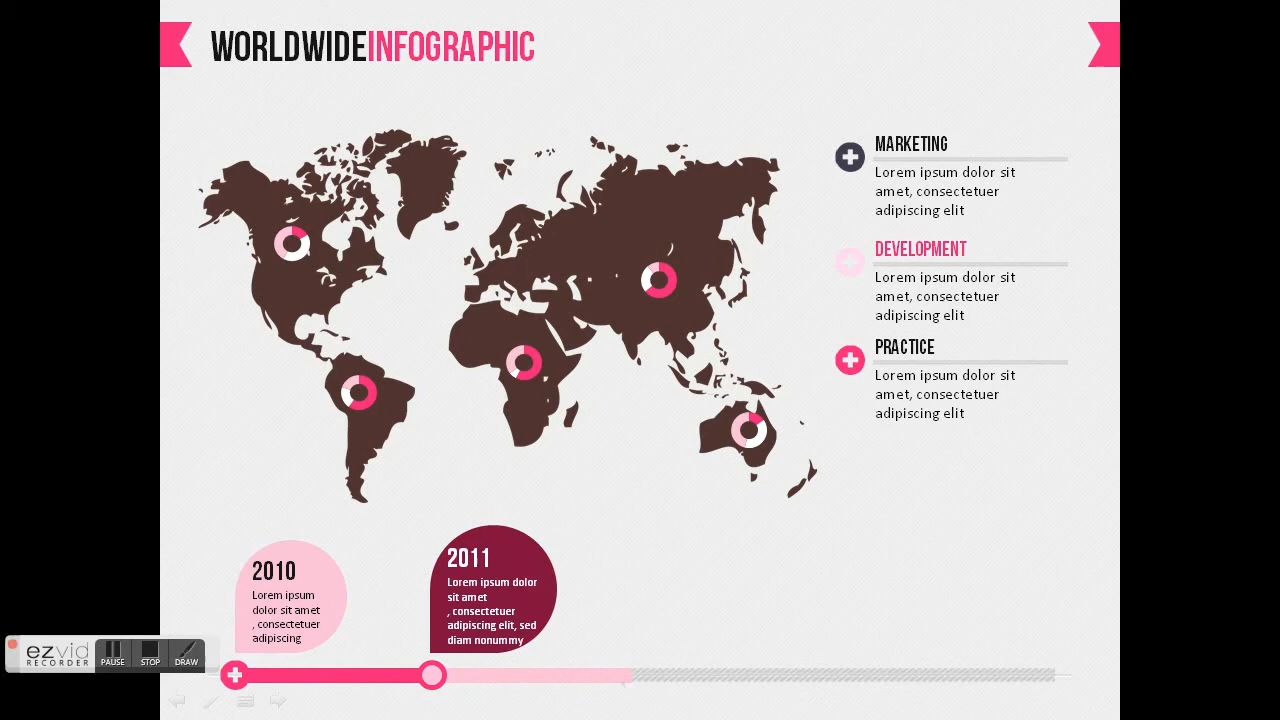 WORLDWIDEINFOGRAPHIC
MARKETING
Lorem ipsum dolor sit
amet, consectetuer
adipiscing elit
DEVELOPMENT
Lorem ipsum dolor sit
amet, consectetuer
adipiscing elit
PRACTICE
Lorem ipsum dolor sit
amet, consectetuer
adipiscing elit
2010
Lorem ipsum
dolor sit amet
, consectetuer
adipiscing
2011
Lorem ipsum dolor
sit amet
, consectetuer
adipiscing elit, sed
diam nonummy
ezvid
RECORDER
PAUSE
STOP
DRAW